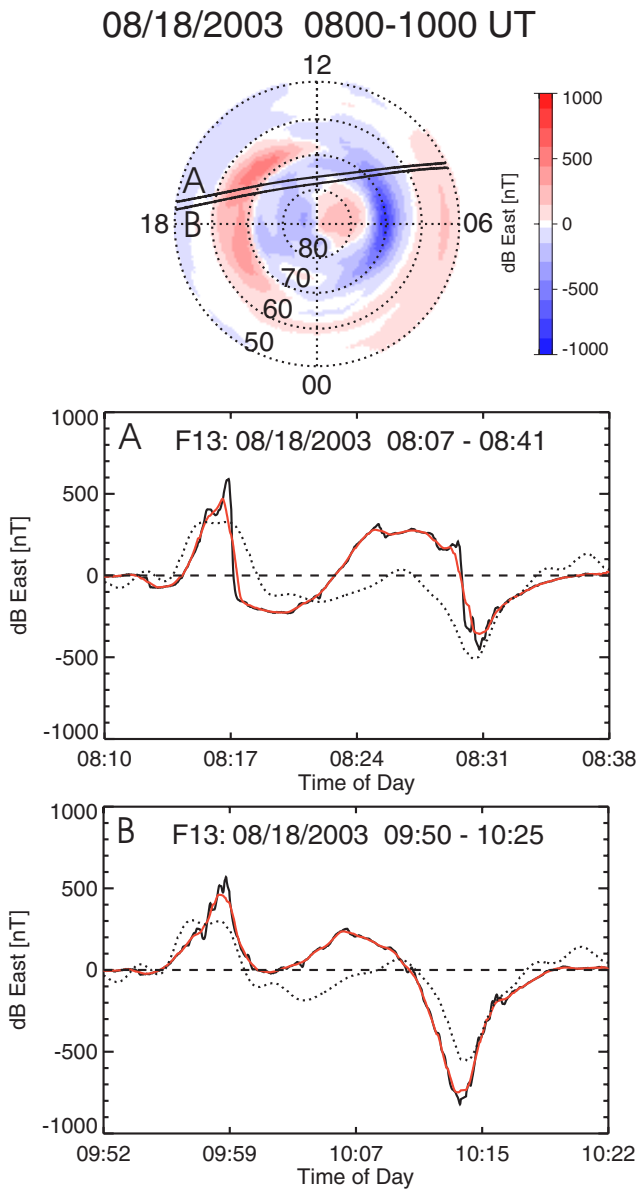 08/18/2003 0800-1000 UT
12
A
B
18
06
80
70
60
50
00
1000
500
0
-500
-1000
dB East [nT]
A F13: 08/18/2003 08:07 - 08:41
1000
500
0
-500
-1000
dB East [nT]
08:10 08:17 08:24 08:31 08:38
Time of Day
B F13: 08/18/2003 09:50 - 10:25
1000
500
0
-500
-1000
dB East [nT]
09:52 09:59 10:07 10:15 10:22
Time of Day